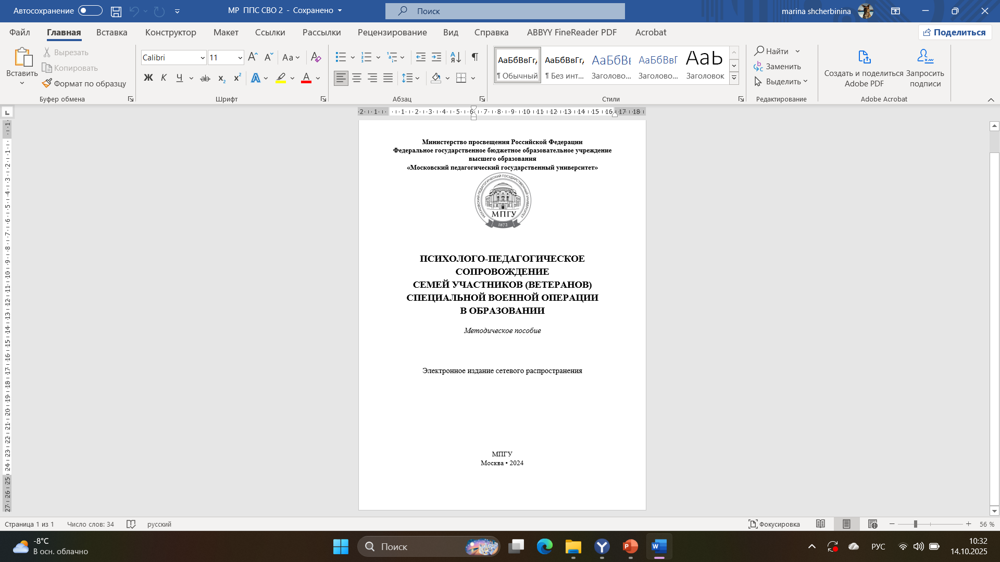 Автосохранение
МР ППС СВО 2 - Сохранено
Поиск
marina shcherbinina
Файл Главная Вставка Конструктор Макет Ссылки Рассылки Рецензирование Вид Справка ABBYY FineReader PDF Acrobat
Поделиться
Вставить
Вырезать
Копировать
Формат по образцу
Буфер обмена
Calibri 11
Шрифт
Абзац
АаБбВвГг,
¶ Обычный
АаБбВвГг,
¶ Без инт...
АаБбВ
Заголово...
АаБбВвГ
Заголово...
АаЬ
Заголовок
Стили
Найти
Заменить
Выделить
Редактирование
Создать и поделиться
Adobe PDF
Запросить
подписи
Adobe Acrobat
Министерство просвещения Российской Федерации
Федеральное государственное бюджетное образовательное учреждение
высшего образования
«Московский педагогический государственный университет»
МОСКОВСКИЙ ПЕДАГОГИЧЕСКИЙ ГОСУДАРСТВЕННЫЙ УНИВЕРСИТЕТ
МПГУ
1872
ПСИХОЛОГО-ПЕДАГОГИЧЕСКОЕ
СОПРОВОЖДЕНИЕ
СЕМЕЙ УЧАСТНИКОВ (ВЕТЕРАНОВ)
СПЕЦИАЛЬНОЙ ВОЕННОЙ ОПЕРАЦИИ
В ОБРАЗОВАНИИ
Методическое пособие
Электронное издание сетевого распространения
МПГУ
Москва • 2024
Страница 1 из 1
Число слов: 34
русский
Фокусировка
56 %
-8°C
В осн. облачно
Поиск
РУС
10:32
14.10.2025